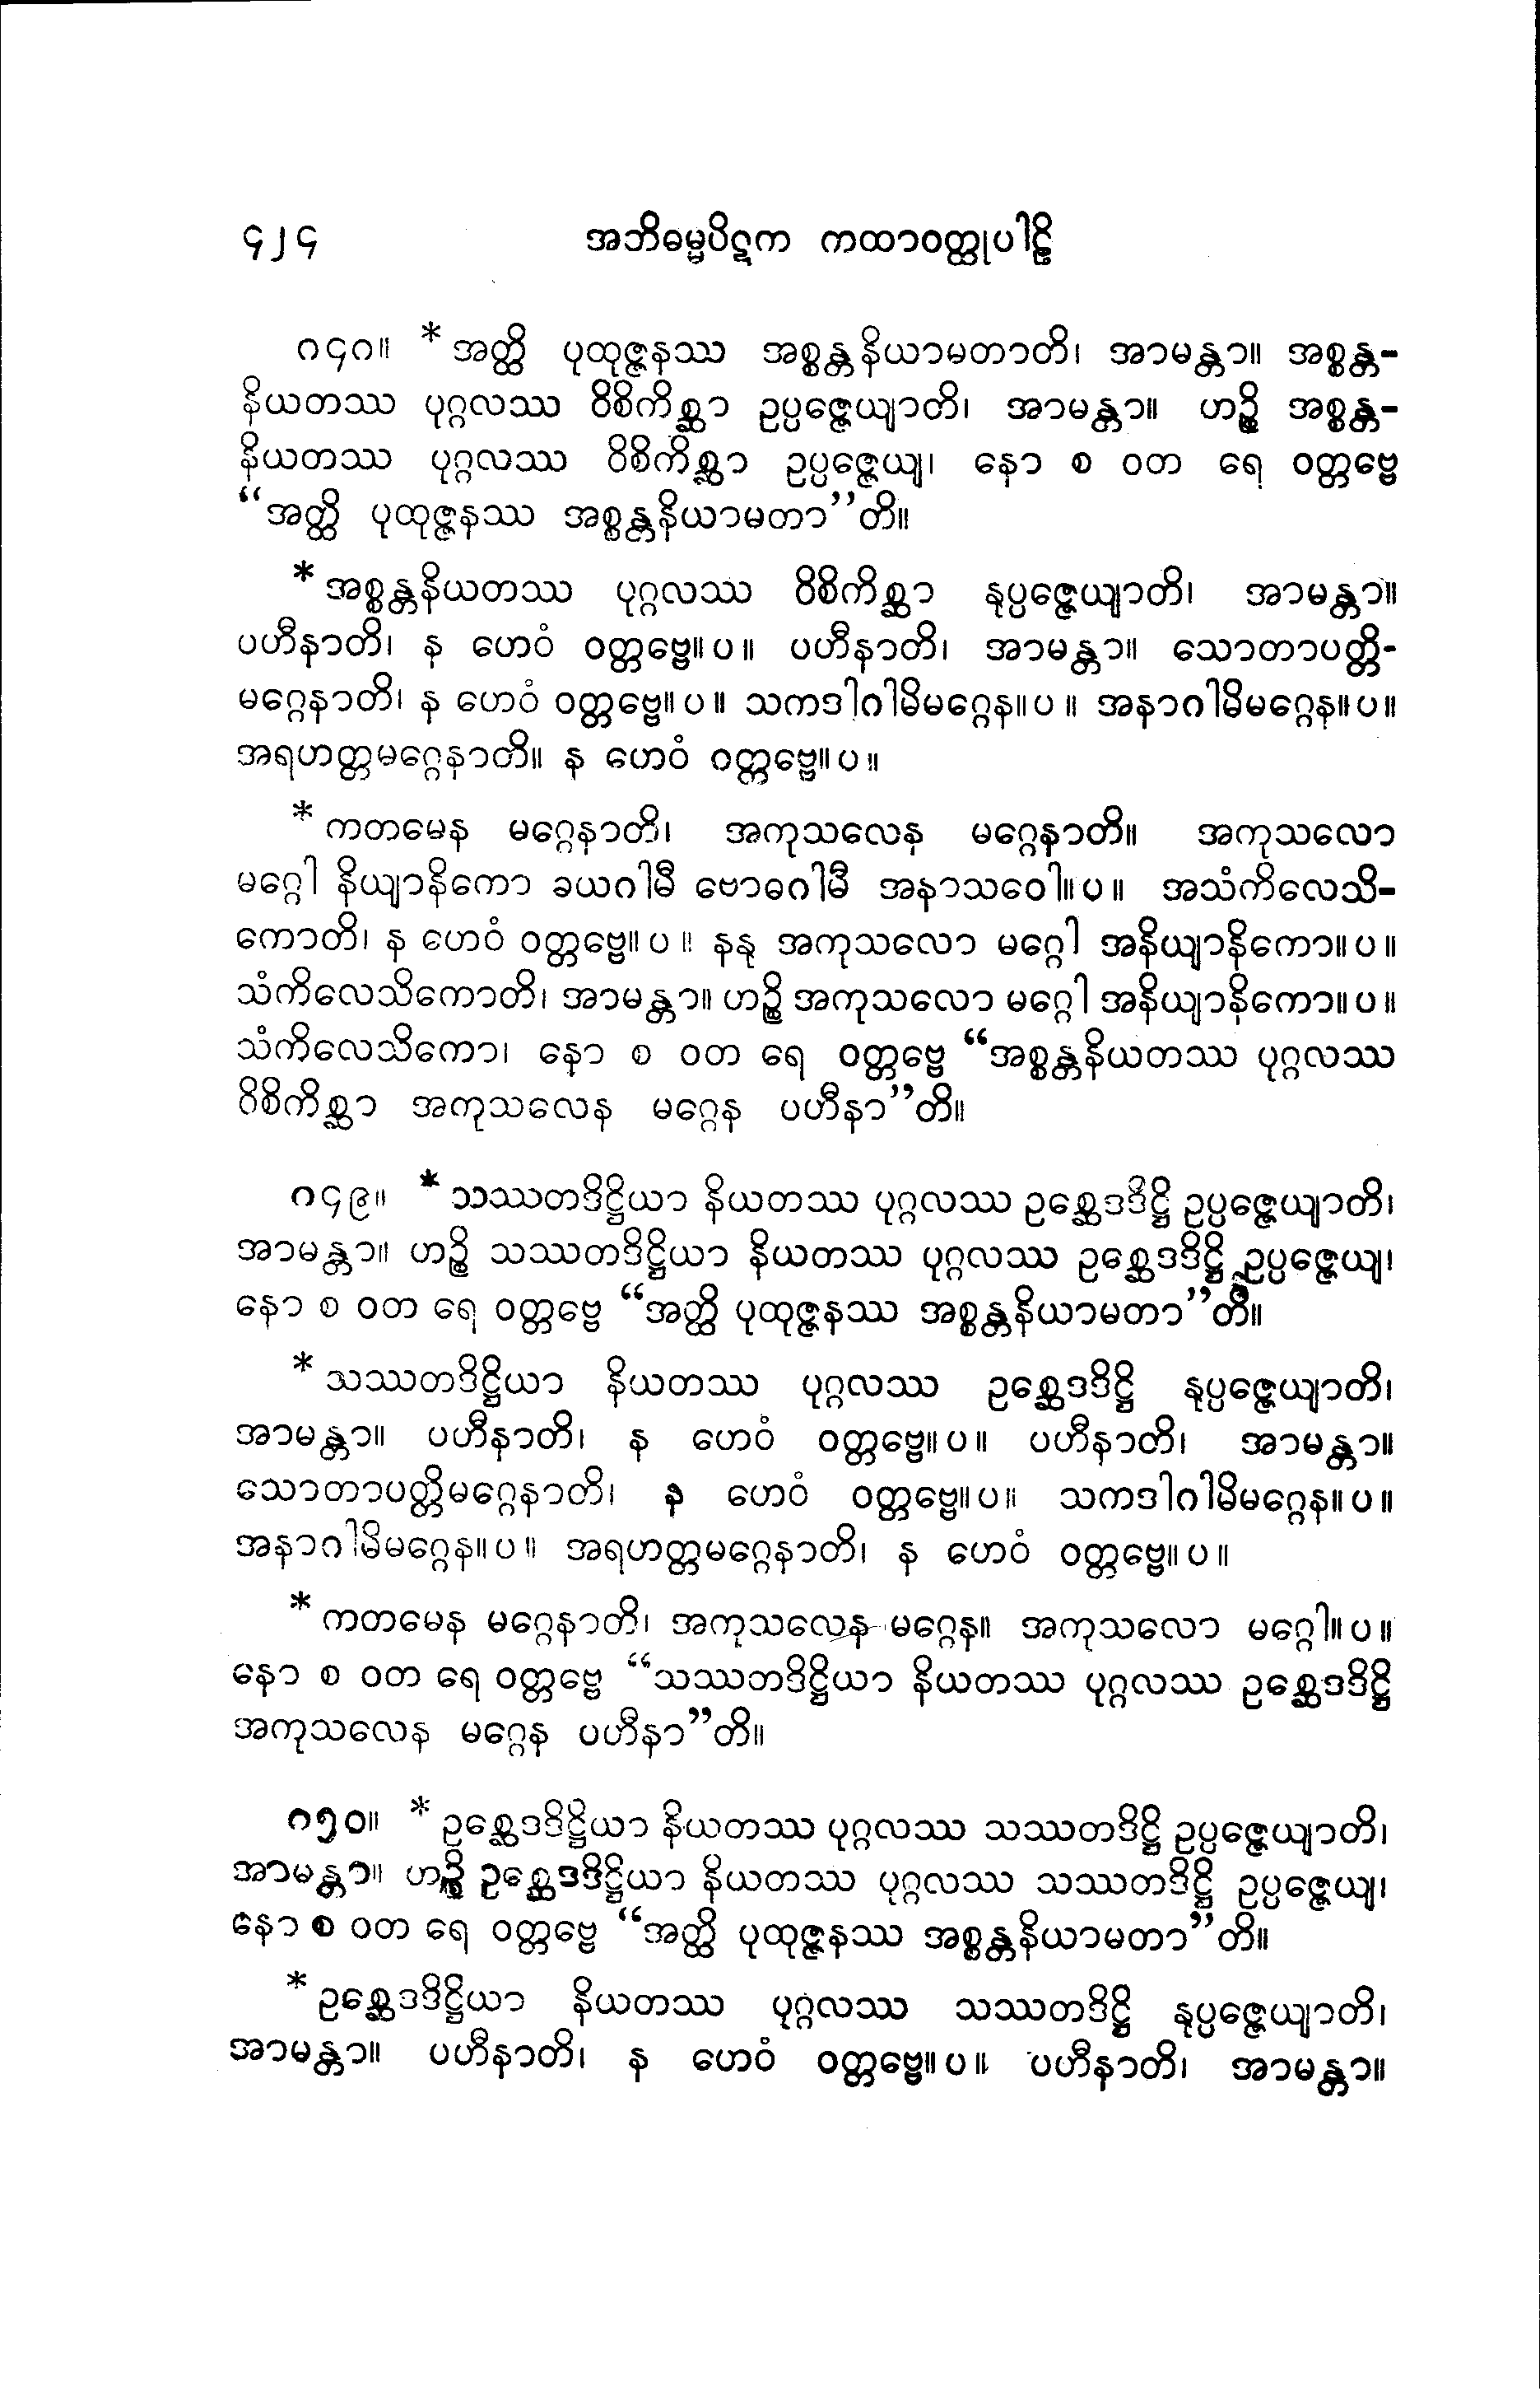 ၄၂၄ အဘိဓမ္မပိဋက ကထာဝတ္ထုပါဠိ
၈၄၈။ *အတ္ထိ ပုထုဇ္ဇနဿ အစ္စန္တနိယာမတာတိ၊ အာမန္တာ။ အစ္စန္တ-
နိယတဿ ပုဂ္ဂလဿ ဝိစိကိစ္ဆာ ဥပ္ပဇ္ဇေယျာတိ၊ အာမန္တာ။ ဟဉ္စိ အစ္စန္တ-
နိယတဿ ပုဂ္ဂလဿ ဝိစိကိစ္ဆာ ဥပ္ပဇ္ဇေယျ၊ နော စ ဝတ ရေ ဝတ္တဗ္ဗေ
“အတ္ထိ ပုထုဇ္ဇနဿ အစ္စန္တနိယာမတာ”တိ။
*အစ္စန္တနိယတဿ ပုဂ္ဂလဿ ဝိစိကိစ္ဆာ နုပ္ပဇ္ဇေယျာတိ၊ အာမန္တာ။
ပဟီနာတိ၊ န ဟေဝံ ဝတ္တဗ္ဗေ။ပ။ ပဟီနာတိ၊ အာမန္တာ။ သောတာပတ္တိ-
မဂ္ဂေနာတိ၊ န ဟေဝံ ဝတ္တဗ္ဗေ။ပ။ သကဒါဂါမိမဂ္ဂေန။ပ။ အနာဂါမိမဂ္ဂေန။ပ။
အရဟတ္တမဂ္ဂေနာတိ။ န ဟေဝံ ဝတ္တဗ္ဗေ။ပ။
*ကတမေန မဂ္ဂေနာတိ၊ အကုသလေန မဂ္ဂေနာတိ။ အကုသလော
မဂ္ဂေါ နိယျာနိကော ခယဂါမီ ဗောဓဂါမီ အနာသဝေါ။ပ။ အသံကိလေသိ-
ကောတိ၊ န ဟေဝံ ဝတ္တဗ္ဗေ။ပ။ နနု အကုသလော မဂ္ဂေါ အနိယျာနိကော။ပ။
သံကိလေသိကောတိ၊ အာမန္တာ။ ဟဉ္စိ အကုသလော မဂ္ဂေါ အနိယျာနိကော။ပ။
သံကိလေသိကော၊ နော စ ဝတ ရေ ဝတ္တဗ္ဗေ “အစ္စန္တနိယတဿ ပုဂ္ဂလဿ
ဝိစိကိစ္ဆာ အကုသလေန မဂ္ဂေန ပဟီနာ”တိ။
၈၄၉။ *သဿတဒိဋ္ဌိယာ နိယတဿ ပုဂ္ဂလဿ ဥစ္ဆေဒဒိဋ္ဌိ ဥပ္ပဇ္ဇေယျာတိ၊
အာမန္တာ။ ဟဉ္စိ သဿတဒိဋ္ဌိယာ နိယတဿ ပုဂ္ဂလဿ ဥစ္ဆေဒဒိဋ္ဌိ ဥပ္ပဇ္ဇေယျ၊
နော စ ဝတ ရေ ဝတ္တဗ္ဗေ “အတ္ထိ ပုထုဇ္ဇနဿ အစ္စန္တနိယာမတာ”တိ။
*သဿတဒိဋ္ဌိယာ နိယတဿ ပုဂ္ဂလဿ ဥစ္ဆေဒဒိဋ္ဌိ နုပ္ပဇ္ဇေယျာတိ၊
အာမန္တာ။ ပဟီနာတိ၊ န ဟေဝံ ဝတ္တဗ္ဗေ။ပ။ ပဟီနာတိ၊ အာမန္တာ။
သောတာပတ္တိမဂ္ဂေနာတိ၊ န ဟေဝံ ဝတ္တဗ္ဗေ။ပ။ သကဒါဂါမိမဂ္ဂေန။ပ။
အနာဂါမိမဂ္ဂေန။ပ။ အရဟတ္တမဂ္ဂေနာတိ၊ န ဟေဝံ ဝတ္တဗ္ဗေ။ပ။
*ကတမေန မဂ္ဂေနာတိ၊ အကုသလေန မဂ္ဂေန။ အကုသလော မဂ္ဂေါ။ပ။
နော စ ဝတ ရေ ဝတ္တဗ္ဗေ “သဿတဒိဋ္ဌိယာ နိယတဿ ပုဂ္ဂလဿ ဥစ္ဆေဒဒိဋ္ဌိ
အကုသလေန မဂ္ဂေန ပဟီနာ”တိ။
၈၅၀။ *ဥစ္ဆေဒဒိဋ္ဌိယာ နိယတဿ ပုဂ္ဂလဿ သဿတဒိဋ္ဌိ ဥပ္ပဇ္ဇေယျာတိ၊
အာမန္တာ။ ဟဉ္စိ ဥစ္ဆေဒဒိဋ္ဌိယာ နိယတဿ ပုဂ္ဂလဿ သဿတဒိဋ္ဌိ ဥပ္ပဇ္ဇေယျ၊
နော စ ဝတ ရေ ဝတ္တဗ္ဗေ “အတ္ထိ ပုထုဇ္ဇနဿ အစ္စန္တနိယာမတာ”တိ။
*ဥစ္ဆေဒဒိဋ္ဌိယာ နိယတဿ ပုဂ္ဂလဿ သဿတဒိဋ္ဌိ နုပ္ပဇ္ဇေယျာတိ၊
အာမန္တာ။ ပဟီနာတိ၊ န ဟေဝံ ဝတ္တဗ္ဗေ။ပ။ ပဟီနာတိ၊ အာမန္တာ။